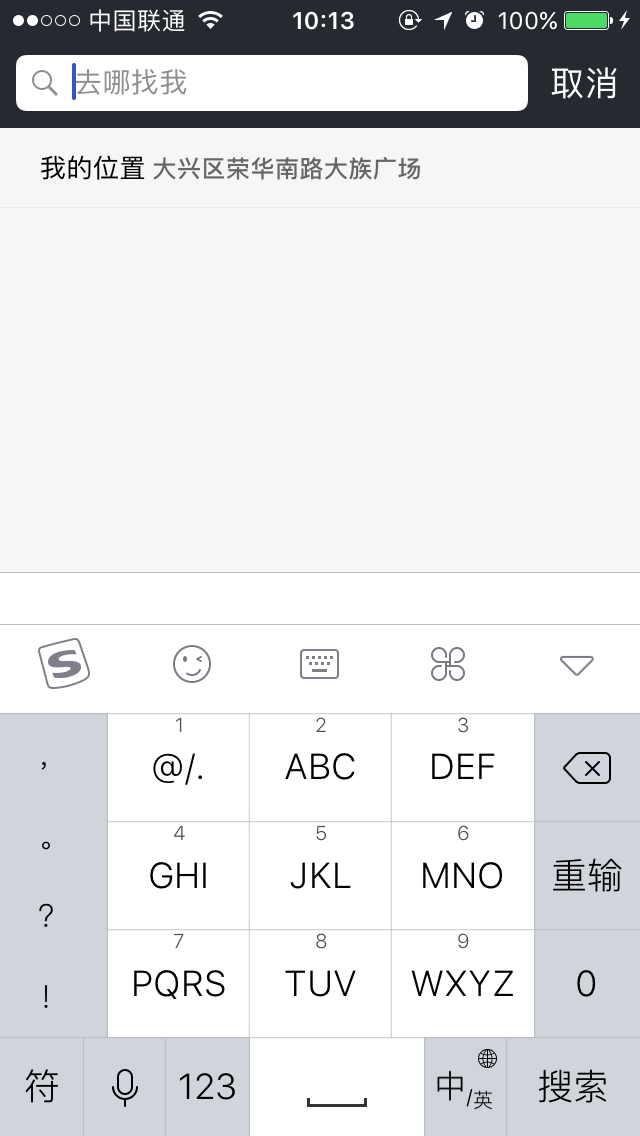 中国联通 10:13 100%
去哪找我 取消
我的位置 大兴区荣华南路大族广场
S
1 2 3
, @/. ABC DEF
4 5 6
。 GHI JKL MNO 重输
?
7 8 9
! PQRS TUV WXYZ 0
符 123 中/英 搜索